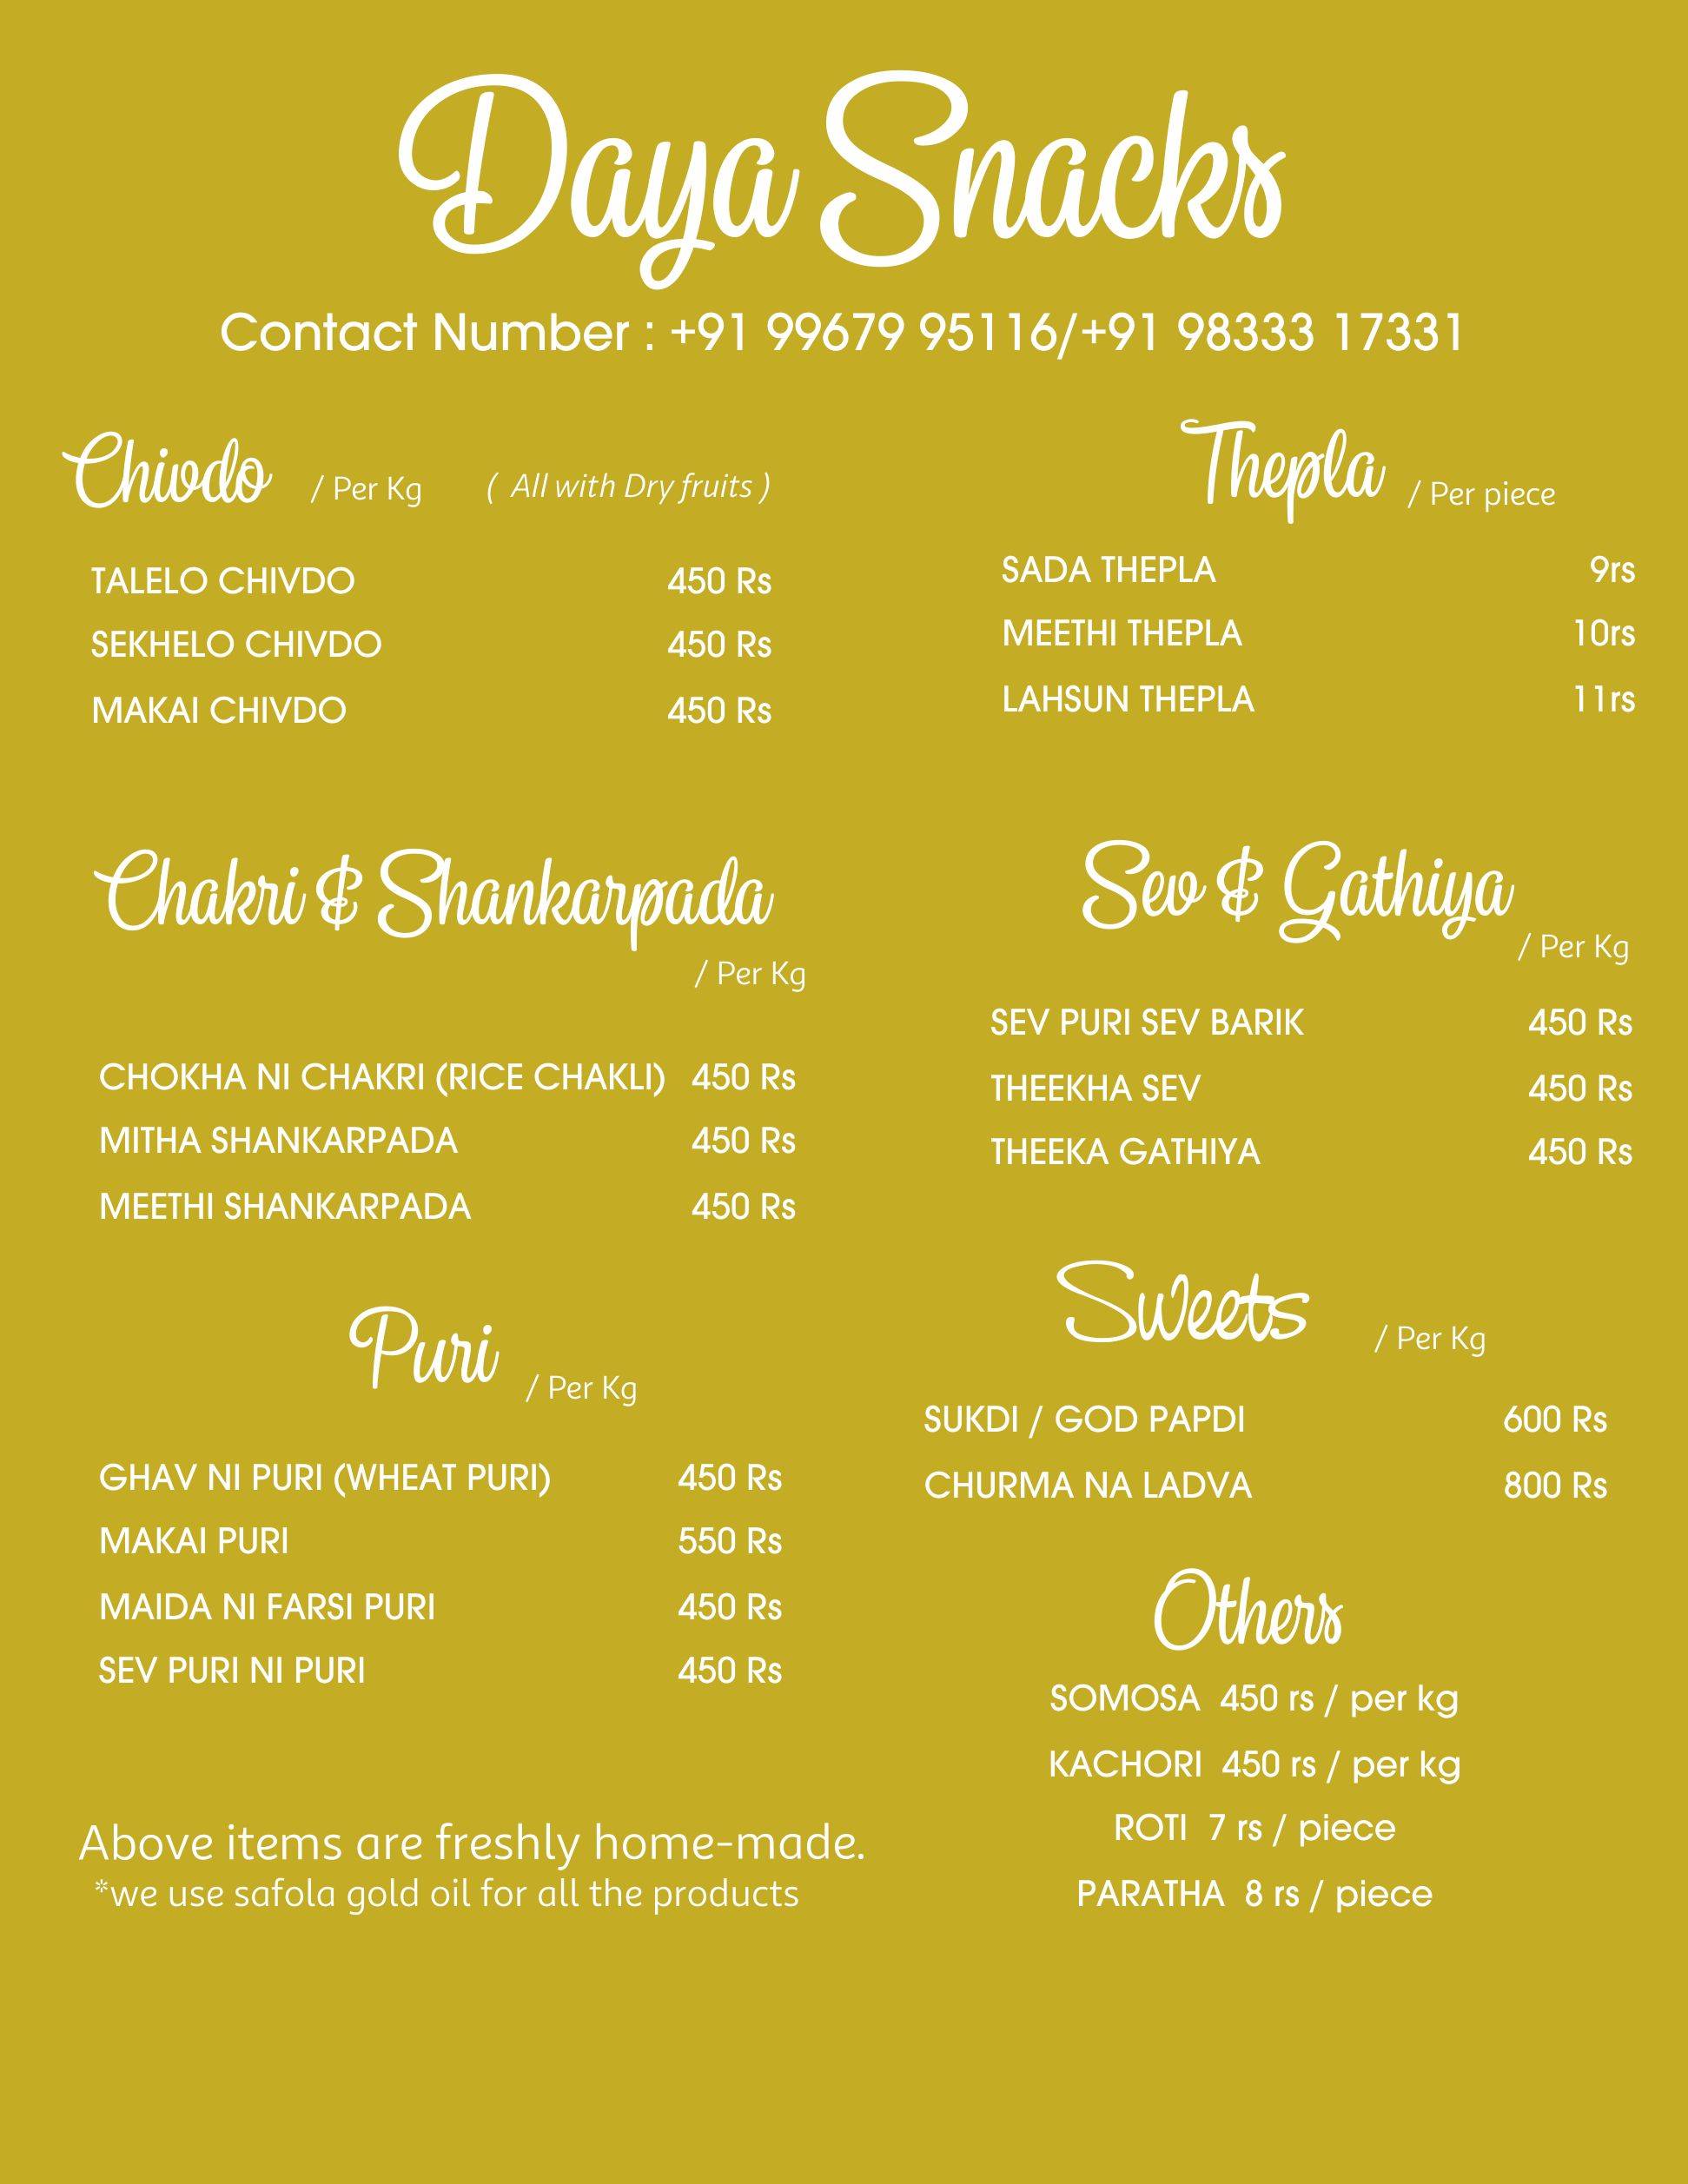 Daya Snacks
Contact Number : +91 99679 95116/+91 98333 17331
Chivdo / Per Kg ( All with Dry fruits )
TALELO CHIVDO 450 Rs
SEKHELO CHIVDO 450 Rs
MAKAI CHIVDO 450 Rs
Thepla / Per piece
SADA THEPLA 9rs
MEETHI THEPLA 10rs
LAHSUN THEPLA 11rs
Chakri & Shankarpada
/ Per Kg
CHOKHA NI CHAKRI (RICE CHAKLI) 450 Rs
MITHA SHANKARPADA 450 Rs
MEETHI SHANKARPADA 450 Rs
Sev & Gathiya
/ Per Kg
SEV PURI SEV BARIK 450 Rs
THEEKHA SEV 450 Rs
THEEKA GATHIYA 450 Rs
Puri / Per Kg
GHAV NI PURI (WHEAT PURI) 450 Rs
MAKAI PURI 550 Rs
MAIDA NI FARSI PURI 450 Rs
SEV PURI NI PURI 450 Rs
Sweets / Per Kg
SUKDI / GOD PAPDI 600 Rs
CHURMA NA LADVA 800 Rs
Others
SOMOSA 450 rs / per kg
KACHORI 450 rs / per kg
ROTI 7 rs / piece
PARATHA 8 rs / piece
Above items are freshly home-made.
*we use safola gold oil for all the products